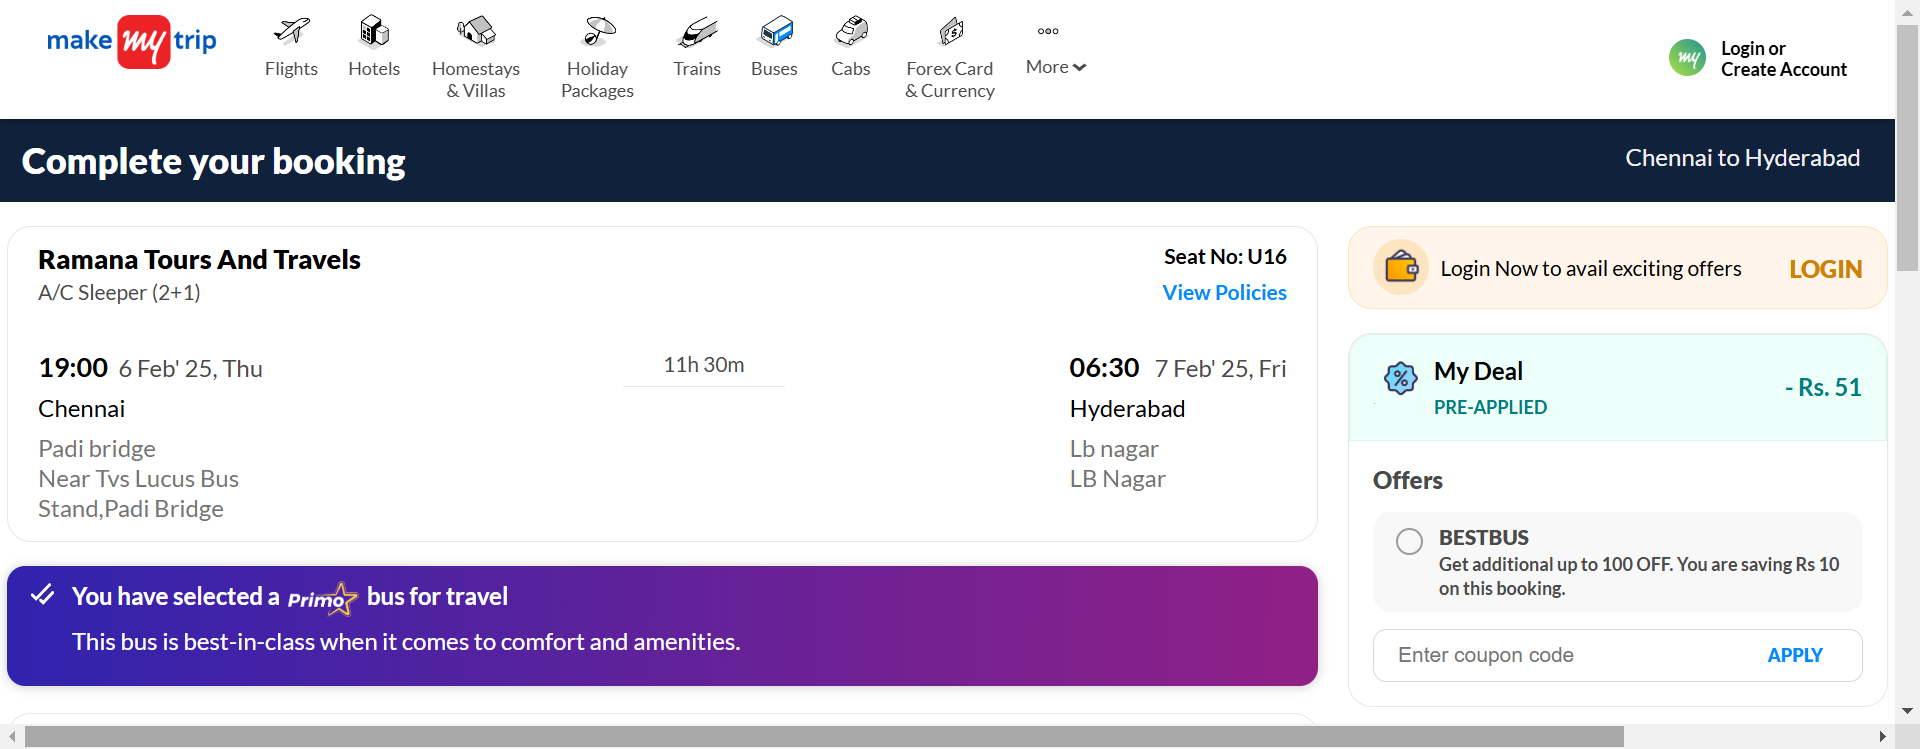 make my trip
Flights
Hotels
Homestays
& Villas
Holiday
Packages
Trains
Buses
Cabs
Forex Card
& Currency
More
my
Login or
Create Account
Complete your booking
Chennai to Hyderabad
Ramana Tours And Travels
A/C Sleeper (2+1)
Seat No: U16
View Policies
19:00 6 Feb' 25, Thu
11h 30m
06:30 7 Feb' 25, Fri
Chennai
Hyderabad
Padi bridge
Near Tvs Lucus Bus
Stand,Padi Bridge
Lb nagar
LB Nagar
You have selected a Primo bus for travel
This bus is best-in-class when it comes to comfort and amenities.
Login Now to avail exciting offers
LOGIN
My Deal
PRE-APPLIED
- Rs. 51
Offers
BESTBUS
Get additional up to 100 OFF. You are saving Rs 10
on this booking.
Enter coupon code
APPLY